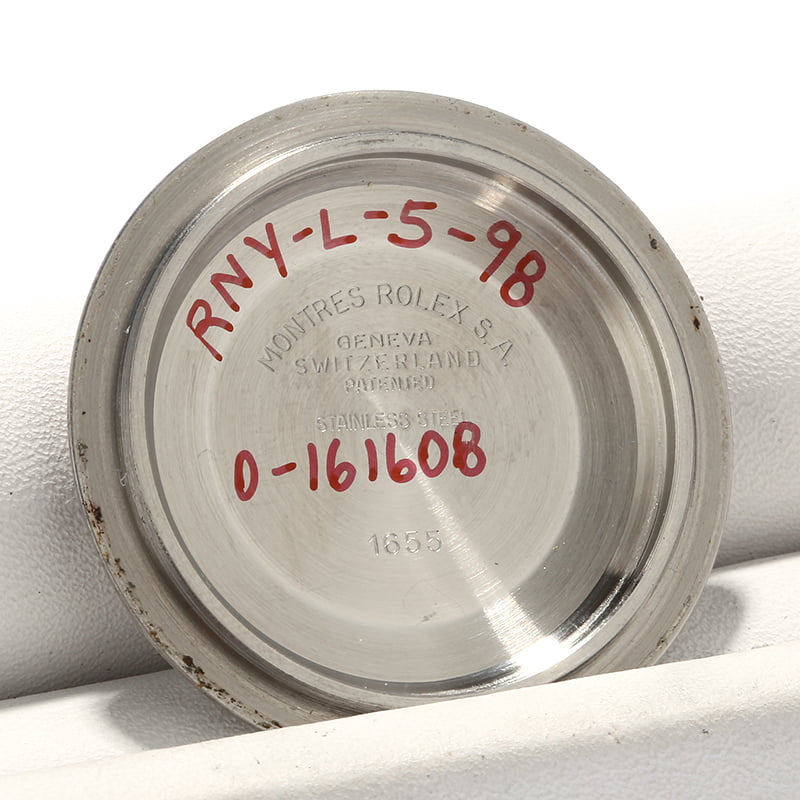 RNY-L-5-98
MONTRES ROLEX S.A.
GENEVA
SWITZERLAND
PATENTED
STAINLESS STEEL
0-161608
1655